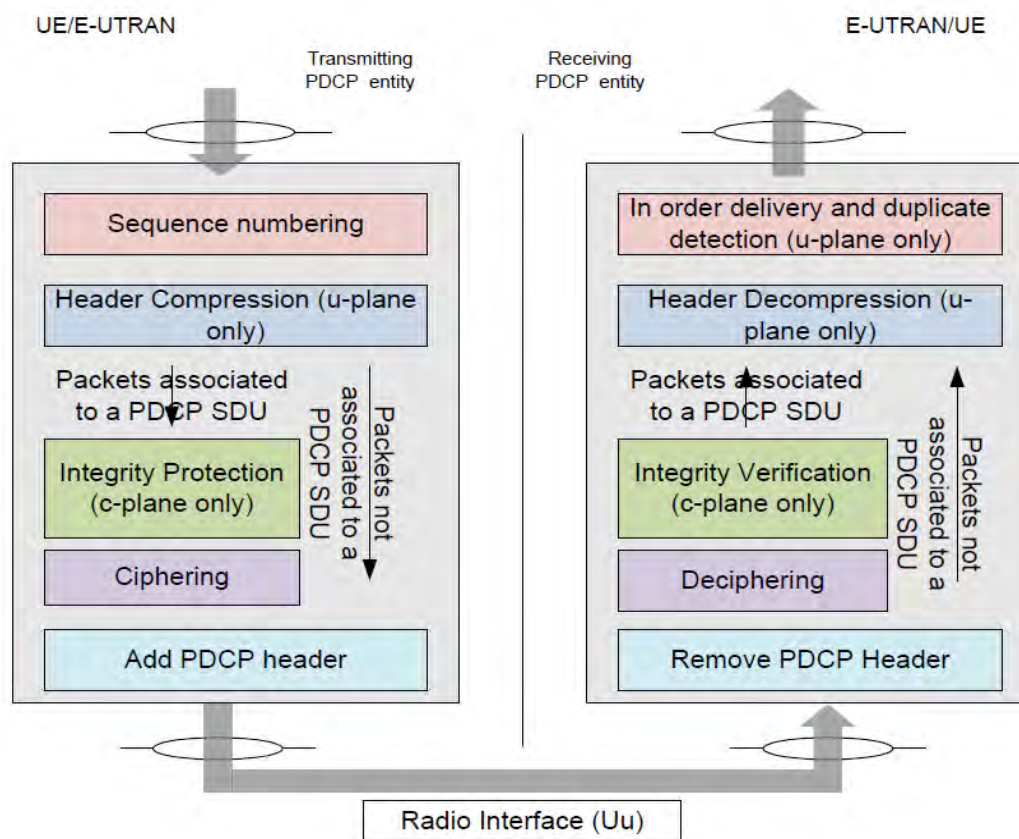 UE/E-UTRAN
E-UTRAN/UE
Transmitting
PDCP entity
Receiving
PDCP entity
Sequence numbering
Header Compression (u-plane
only)
Packets associated
to a PDCP SDU
Packets not
associated to a
PDCP SDU
Integrity Protection
(c-plane only)
Ciphering
Add PDCP header
In order delivery and duplicate
detection (u-plane only)
Header Decompression (u-
plane only)
Packets associated
to a PDCP SDU
Packets not
associated to a
PDCP SDU
Integrity Verification
(c-plane only)
Deciphering
Remove PDCP Header
Radio Interface (Uu)